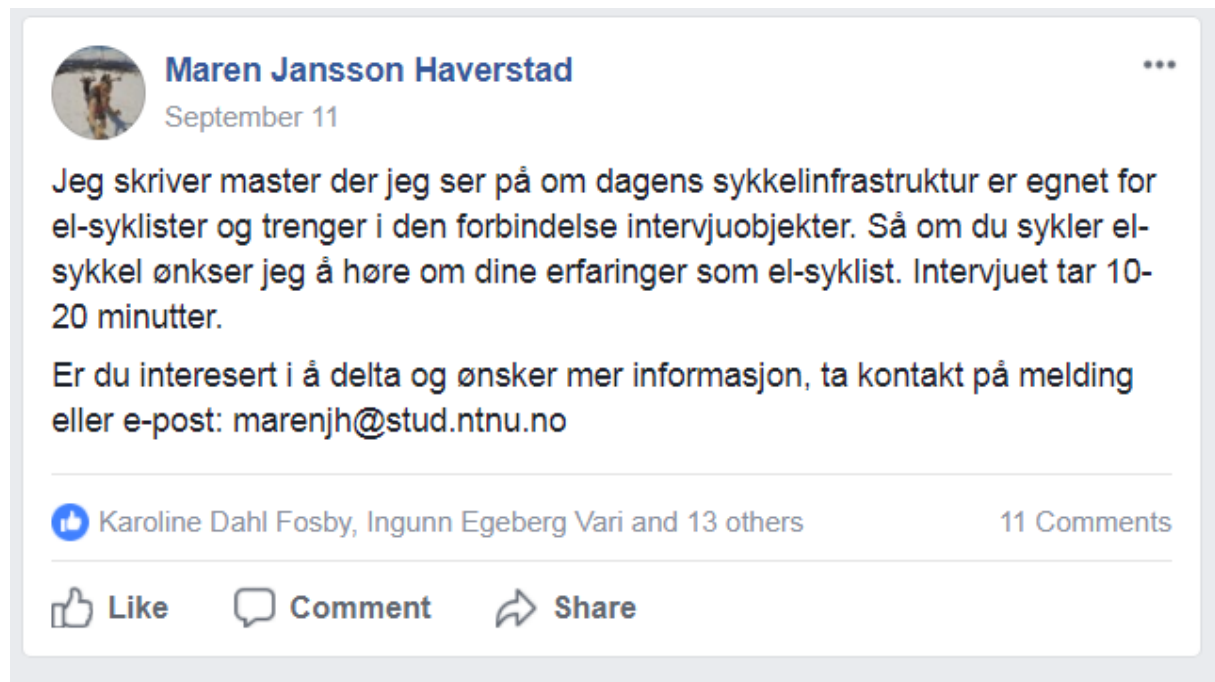 Maren Jansson Haverstad
September 11
Jeg skriver master der jeg ser på om dagens sykkelinfrastruktur er egnet for
el-syklister og trenger i den forbindelse intervjuobjekter. Så om du sykler el-
sykkel ønkser jeg å høre om dine erfaringer som el-syklist. Intervjuet tar 10-
20 minutter.
Er du interesert i å delta og ønsker mer informasjon, ta kontakt på melding
eller e-post: marenjh@stud.ntnu.no
Karoline Dahl Fosby, Ingunn Egeberg Vari and 13 others 11 Comments
Like Comment Share